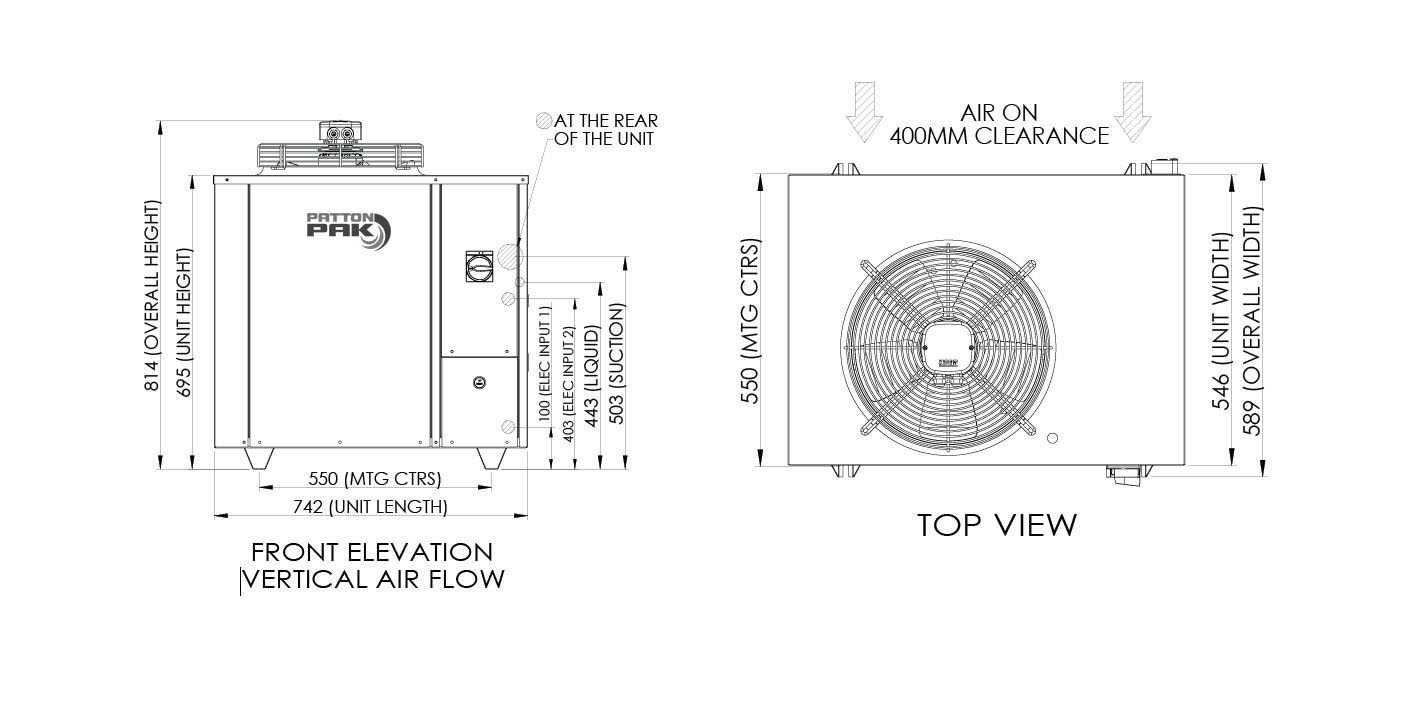 AT THE REAR
OF THE UNIT
PATTON
PAK
814 (OVERALL HEIGHT)
695 (UNIT HEIGHT)
100 (ELEC INPUT 1)
403 (ELEC INPUT 2)
443 (LIQUID)
503 (SUCTION)
550 (MTG CTRS)
742 (UNIT LENGTH)
FRONT ELEVATION
VERTICAL AIR FLOW
AIR ON
400MM CLEARANCE
550 (MTG CTRS)
546 (UNIT WIDTH)
589 (OVERALL WIDTH)
TOP VIEW